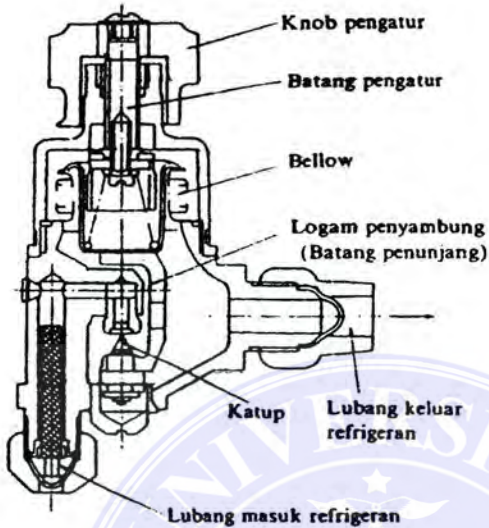 Knob pengatur
Batang pengatur
Bellow
Logam penyambung
(Batang penunjang)
Katup
Lubang keluar
refrigeran
Lubang masuk refrigeran